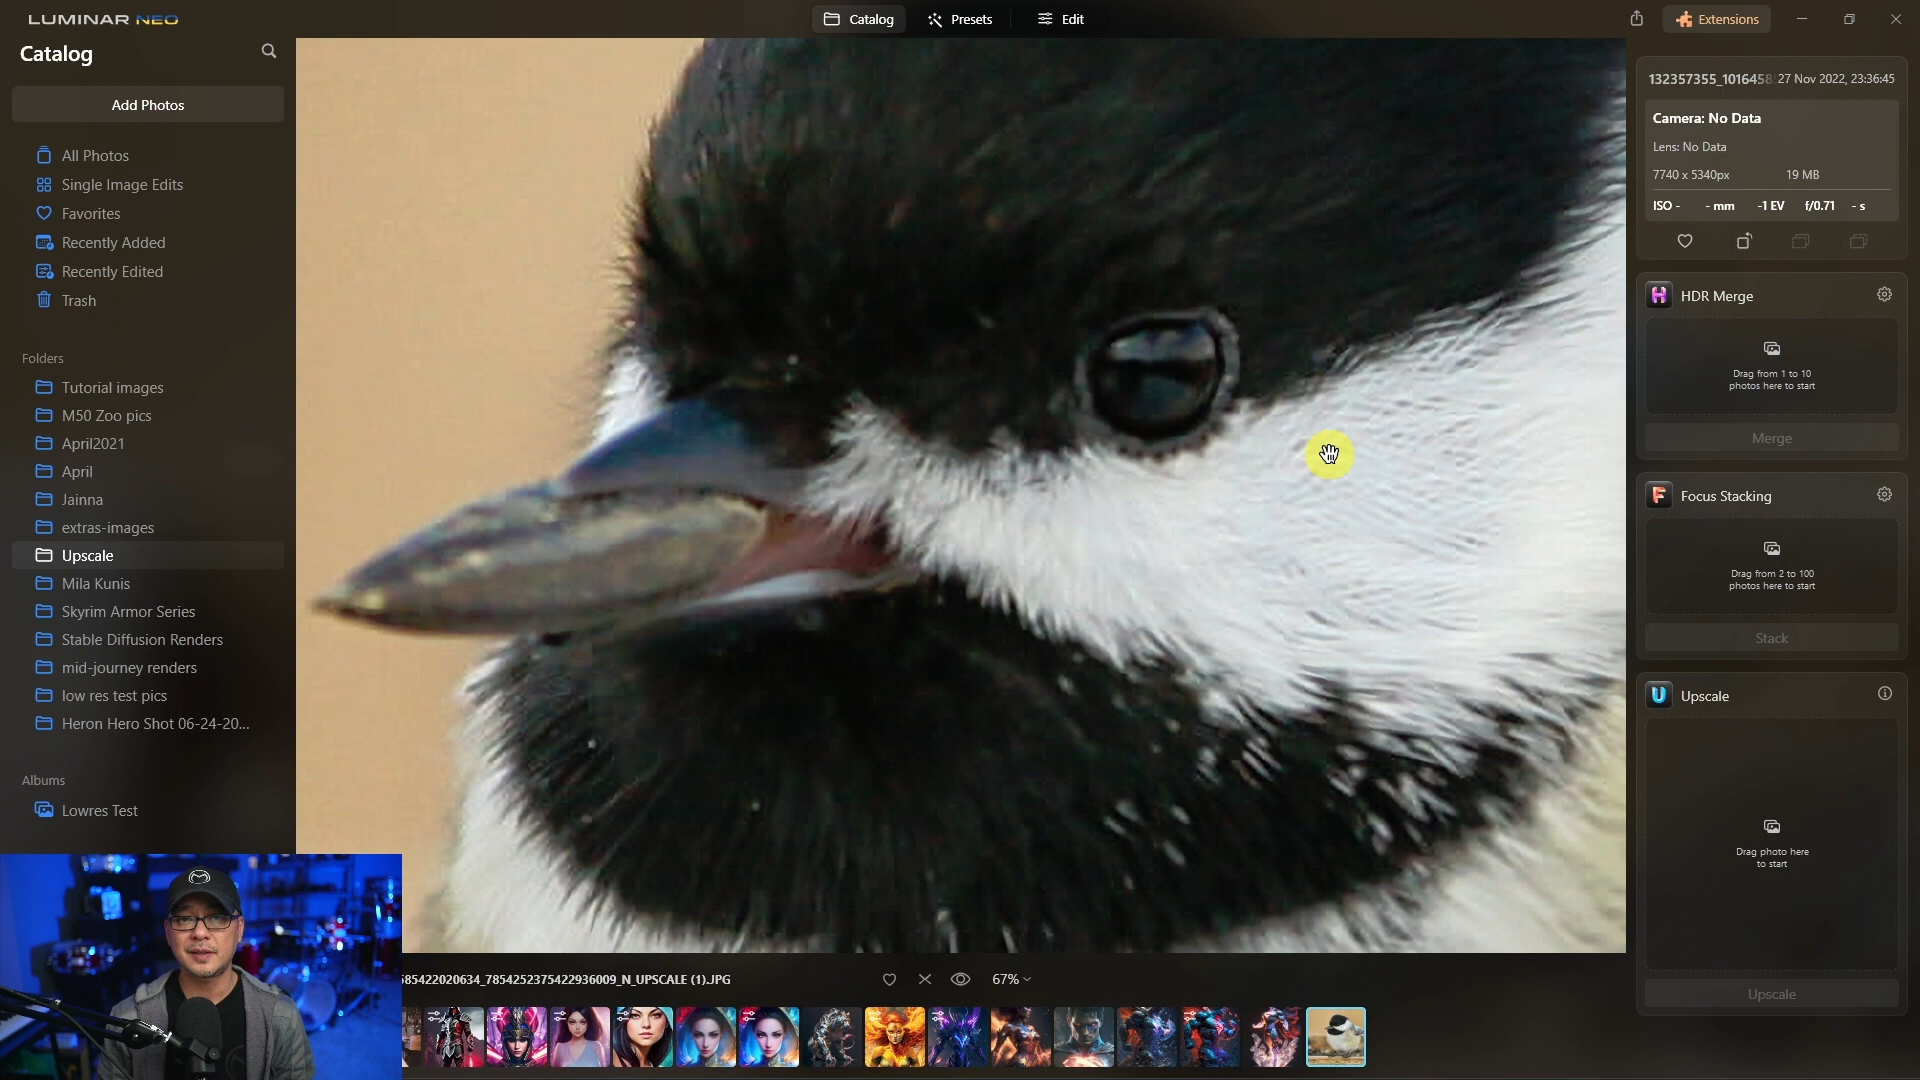 LUMINAR NEO
Catalog
Presets
Edit
Extensions
Catalog
Add Photos
All Photos
Single Image Edits
Favorites
Recently Added
Recently Edited
Trash
Folders
Tutorial images
M50 Zoo pics
April2021
April
Jainna
extras-images
Upscale
Mila Kunis
Skyrim Armor Series
Stable Diffusion Renders
mid-journey renders
low res test pics
Heron Hero Shot 06-24-20...
Albums
Lowres Test
132357355_1016458 27 Nov 2022, 23:36:45
Camera: No Data
Lens: No Data
7740 x 5340px 19 MB
ISO - - mm -1 EV f/0.71 - s
HDR Merge
Drag from 1 to 10
photos here to start
Merge
Focus Stacking
Drag from 2 to 100
photos here to start
Stack
Upscale
Drag photo here
to start
Upscale
585422020634_7854252375422936009_N_UPSCALE (1).JPG
67%